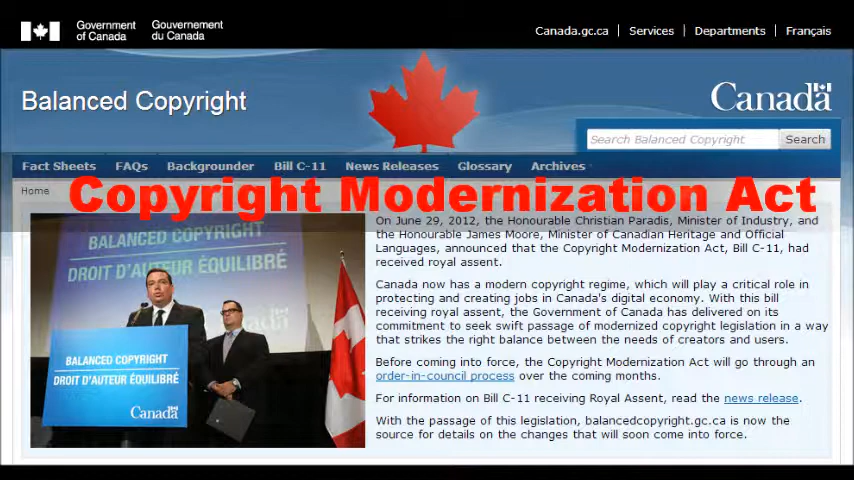 Government of Canada
Gouvernement du Canada
Canada.gc.ca | Services | Departments | Français
Balanced Copyright
Canada
Search Balanced Copyright
Search
Fact Sheets FAQs Backgrounder Bill C-11 News Releases Glossary Archives
Home
Copyright Modernization Act
BALANCED COPYRIGHT
DROIT D'AUTEUR ÉQUILIBRÉ
Canada
BALANCED COPYRIGHT
DROIT D'AUTEUR ÉQUILIBRÉ
Canada
On June 29, 2012, the Honourable Christian Paradis, Minister of Industry, and
the Honourable James Moore, Minister of Canadian Heritage and Official
Languages, announced that the Copyright Modernization Act, Bill C-11, had
received royal assent.
Canada now has a modern copyright regime, which will play a critical role in
protecting and creating jobs in Canada's digital economy. With this bill
receiving royal assent, the Government of Canada has delivered on its
commitment to seek swift passage of modernized copyright legislation in a way
that strikes the right balance between the needs of creators and users.
Before coming into force, the Copyright Modernization Act will go through an
order-in-council process over the coming months.
For information on Bill C-11 receiving Royal Assent, read the news release.
With the passage of this legislation, balancedcopyright.gc.ca is now the
source for details on the changes that will soon come into force.